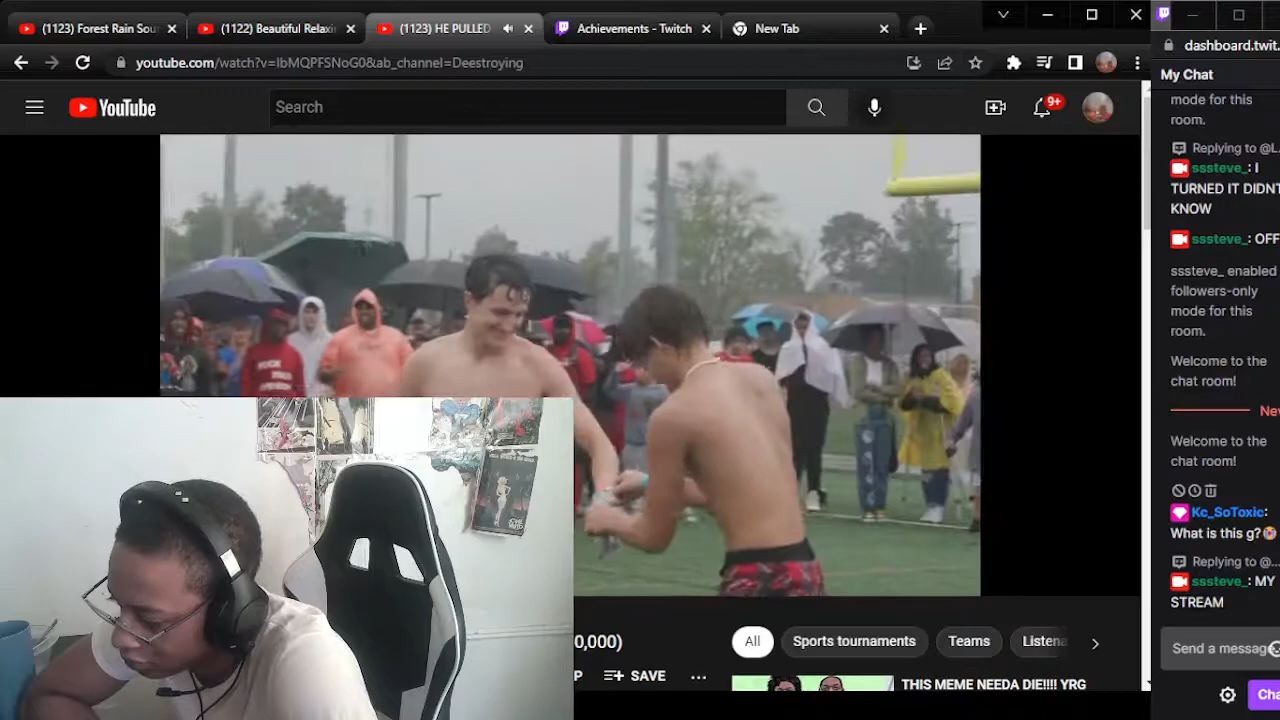 (1123) Forest Rain Sou
(1122) Beautiful Relaxi
(1123) HE PULLED
Achievements - Twitch
New Tab
youtube.com/watch?v=IbMQPFSNoG0&ab_channel=Deestroying
dashboard.twit.
YouTube
Search
9+
My Chat
mode for this
room.
Replying to @L...
sssteve_: I
TURNED IT DIDNT
KNOW
sssteve_: OFF
sssteve_ enabled
followers-only
mode for this
room.
Welcome to the
chat room!
Ne
Welcome to the
chat room!
Kc_SoToxic:
What is this g?😭
Replying to @...
sssteve_: MY
STREAM
Send a message
Cha
0,000)
All
Sports tournaments
Teams
Listena
P
SAVE
THIS MEME NEEDA DIE!!!! YRG